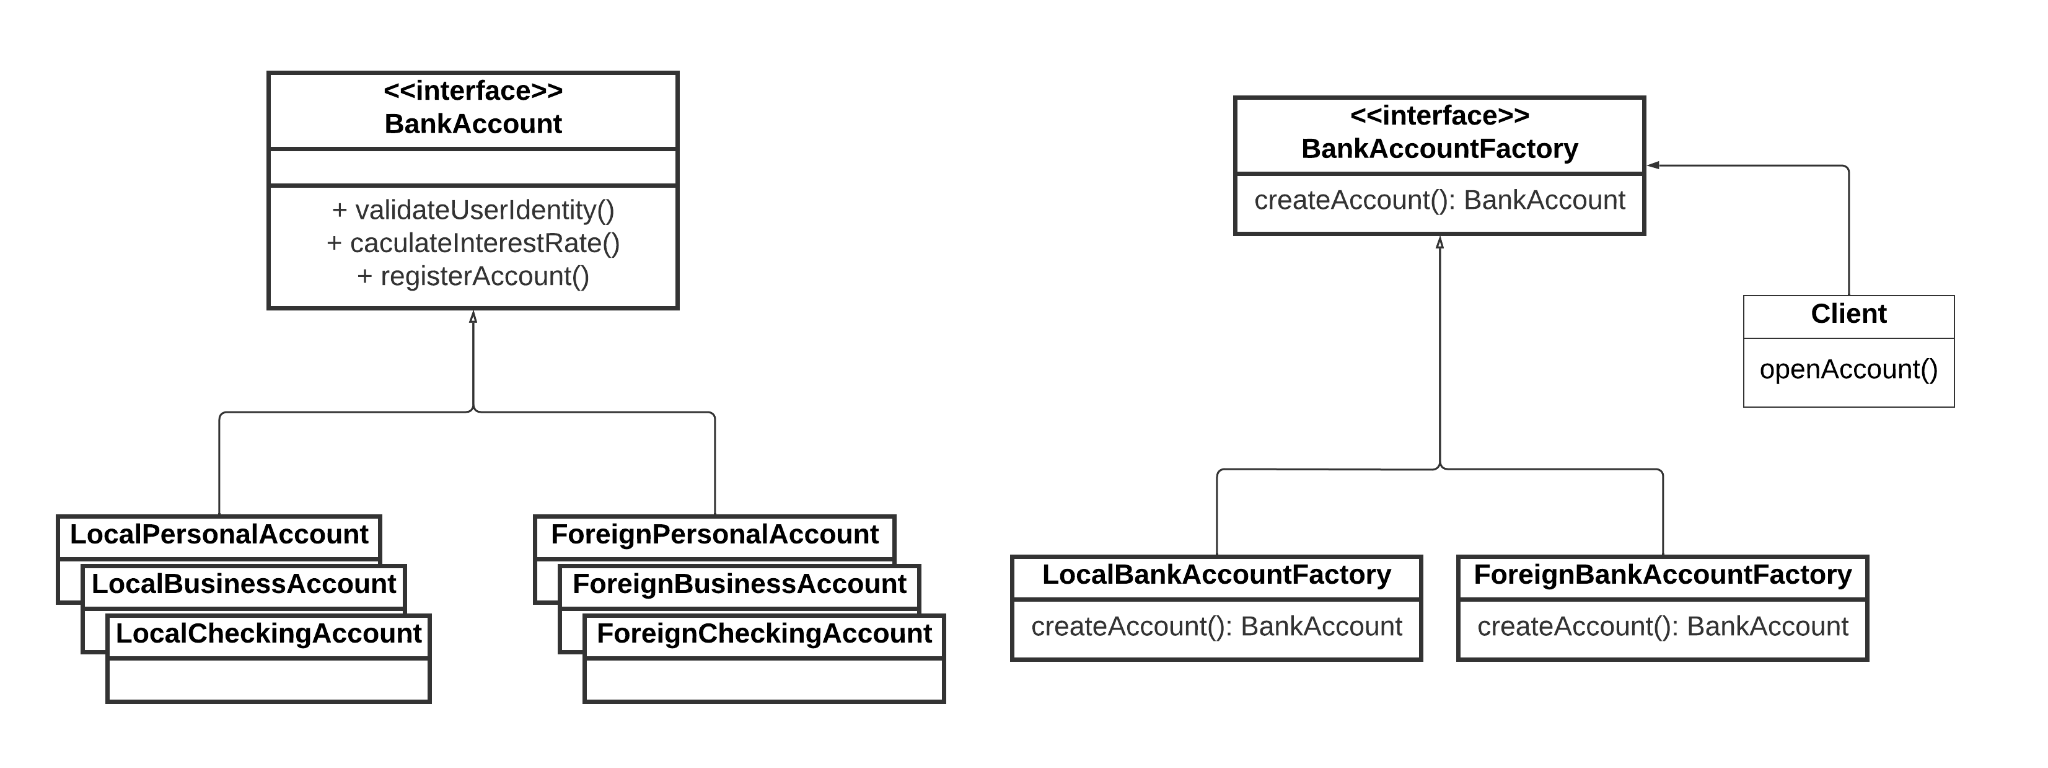 <<interface>>
BankAccount
+ validateUserIdentity()
+ caculateInterestRate()
+ registerAccount()
LocalPersonalAccount
LocalBusinessAccount
LocalCheckingAccount
ForeignPersonalAccount
ForeignBusinessAccount
ForeignCheckingAccount
<<interface>>
BankAccountFactory
createAccount(): BankAccount
Client
openAccount()
LocalBankAccountFactory
createAccount(): BankAccount
ForeignBankAccountFactory
createAccount(): BankAccount